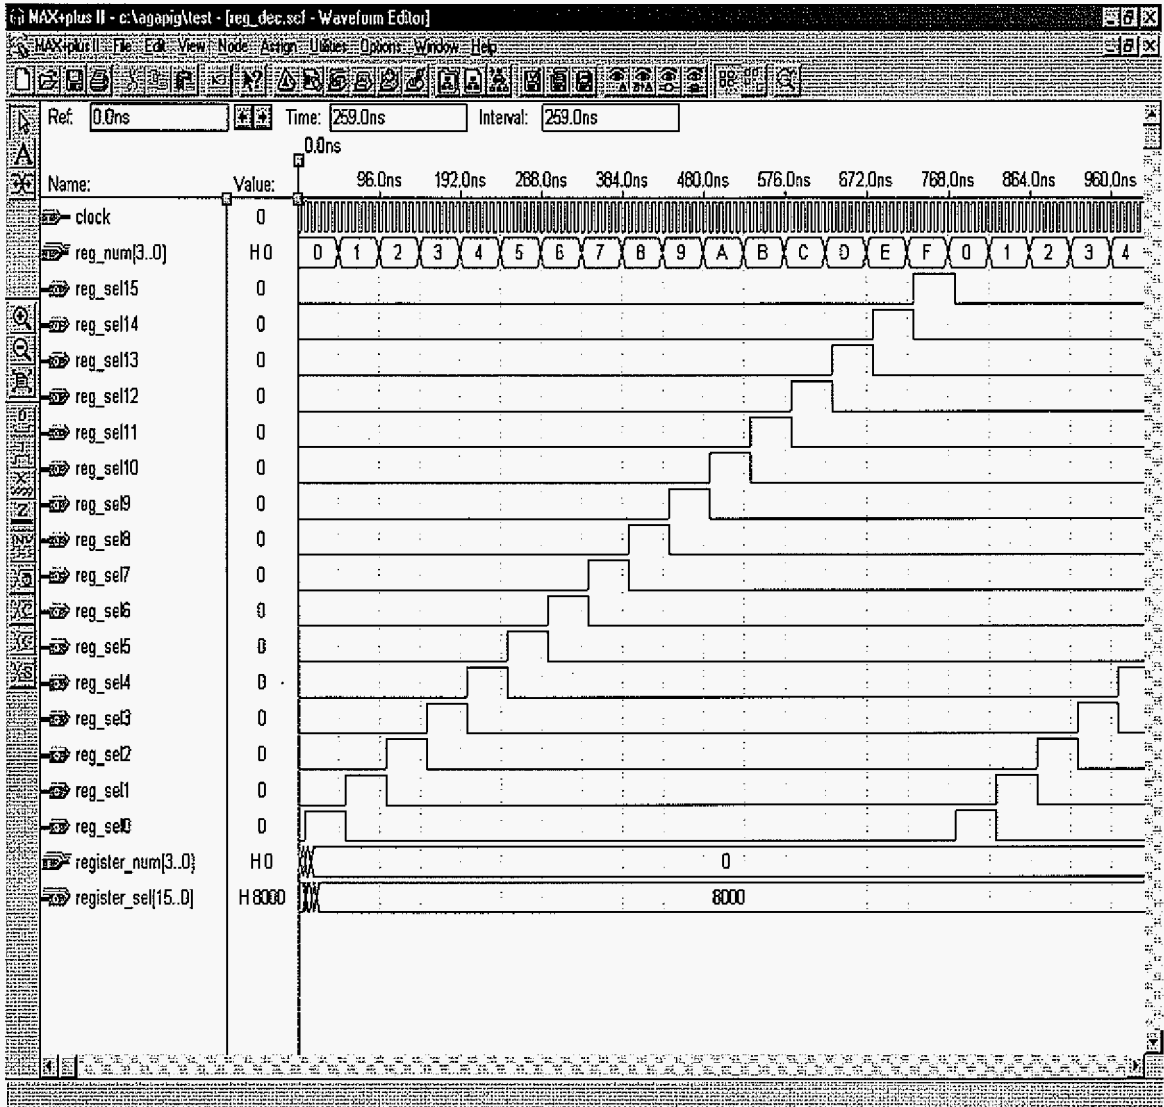 MAX+plus II - c:\agapig\test - [reg_dec.scf - Waveform Editor]
MAX+plus II File Edit View Node Assign Utilities Options Window Help
Ref: 0.0ns Time: 259.0ns Interval: 259.0ns
0.0ns
Name: Value: 96.0ns 192.0ns 288.0ns 384.0ns 480.0ns 576.0ns 672.0ns 768.0ns 864.0ns 960.0ns
clock 0
reg_num[3..0] H 0 0 1 2 3 4 5 6 7 8 9 A B C D E F 0 1 2 3 4
reg_sel15 0
reg_sel14 0
reg_sel13 0
reg_sel12 0
reg_sel11 0
reg_sel10 0
reg_sel9 0
reg_sel8 0
reg_sel7 0
reg_sel6 0
reg_sel5 0
reg_sel4 0
reg_sel3 0
reg_sel2 0
reg_sel1 0
reg_sel0 0
register_num[3..0] H 0 0
register_sel[15..0] H 8000 8000